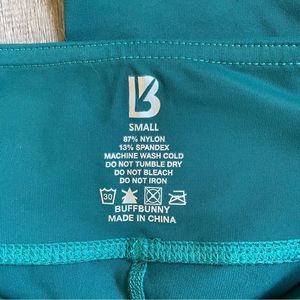 B
SMALL
87% NYLON
13% SPANDEX
MACHINE WASH COLD
DO NOT TUMBLE DRY
DO NOT BLEACH
DO NOT IRON
30
BUFFBUNNY
MADE IN CHINA